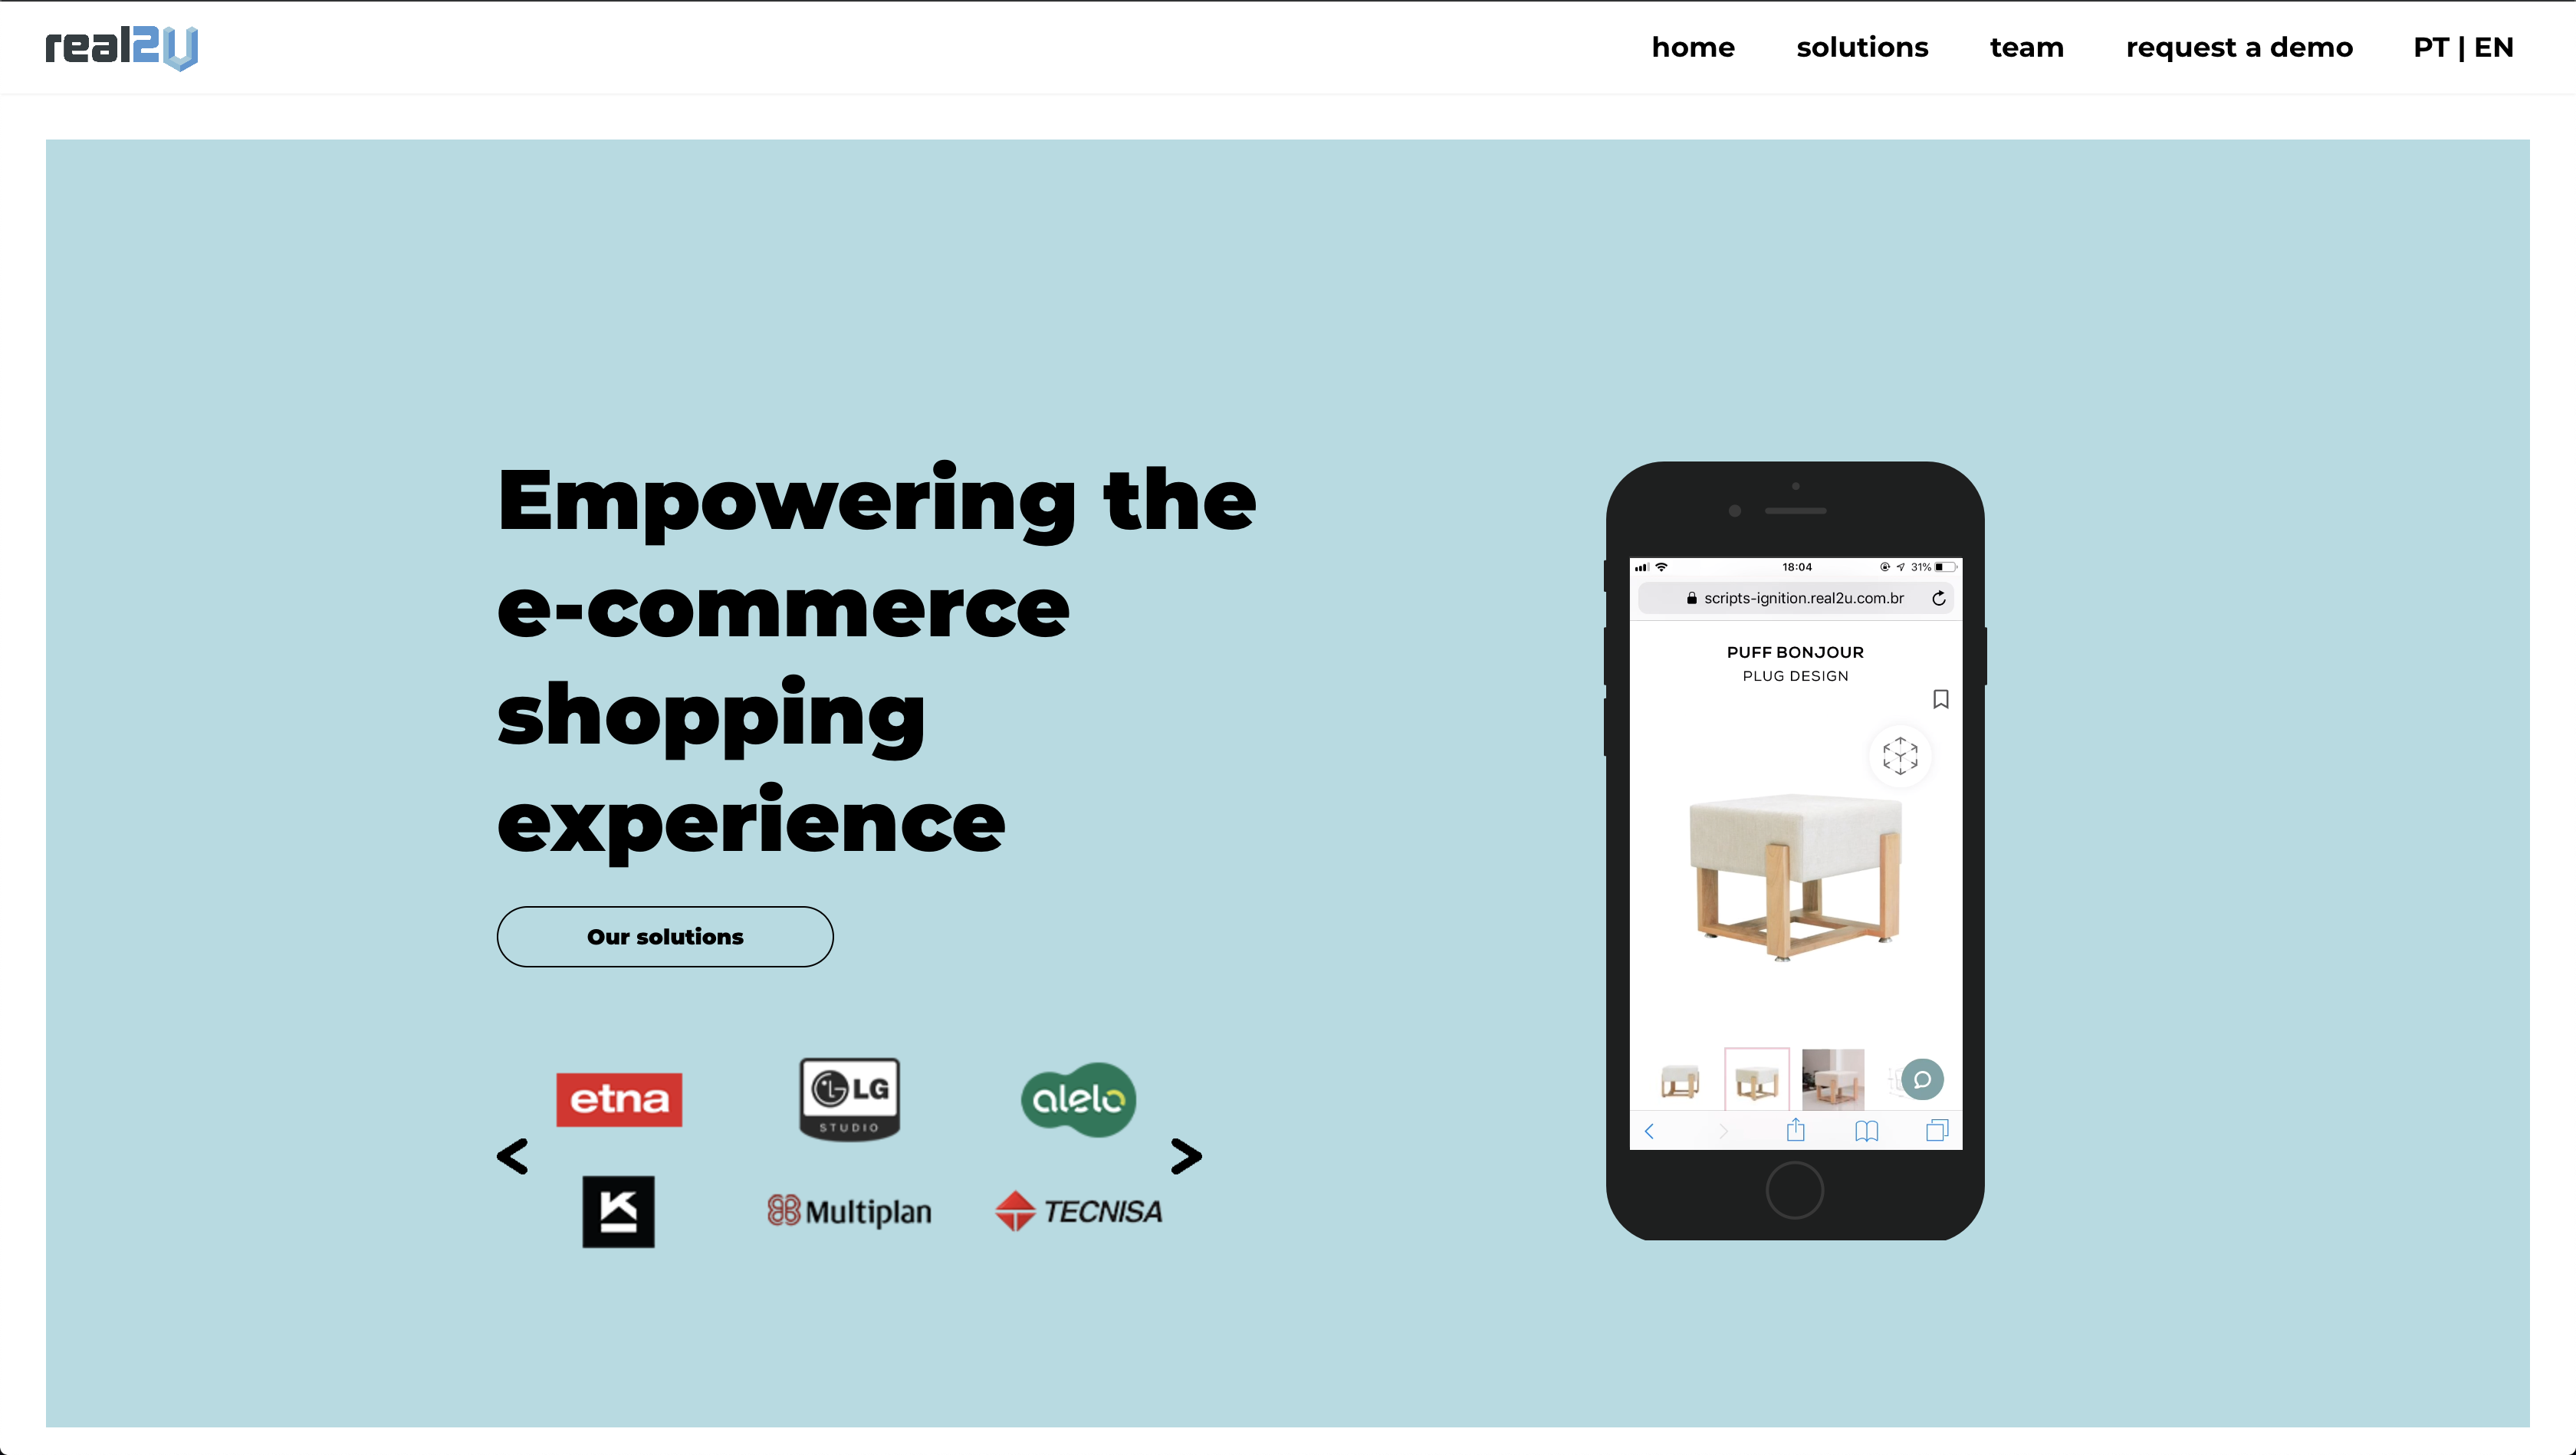 real2U
home
solutions
team
request a demo
PT | EN
Empowering the
e-commerce
shopping
experience
Our solutions
etna
LG
STUDIO
alelo
K
Multiplan
TECNISA
18:04
31%
scripts-ignition.real2u.com.br
PUFF BONJOUR
PLUG DESIGN